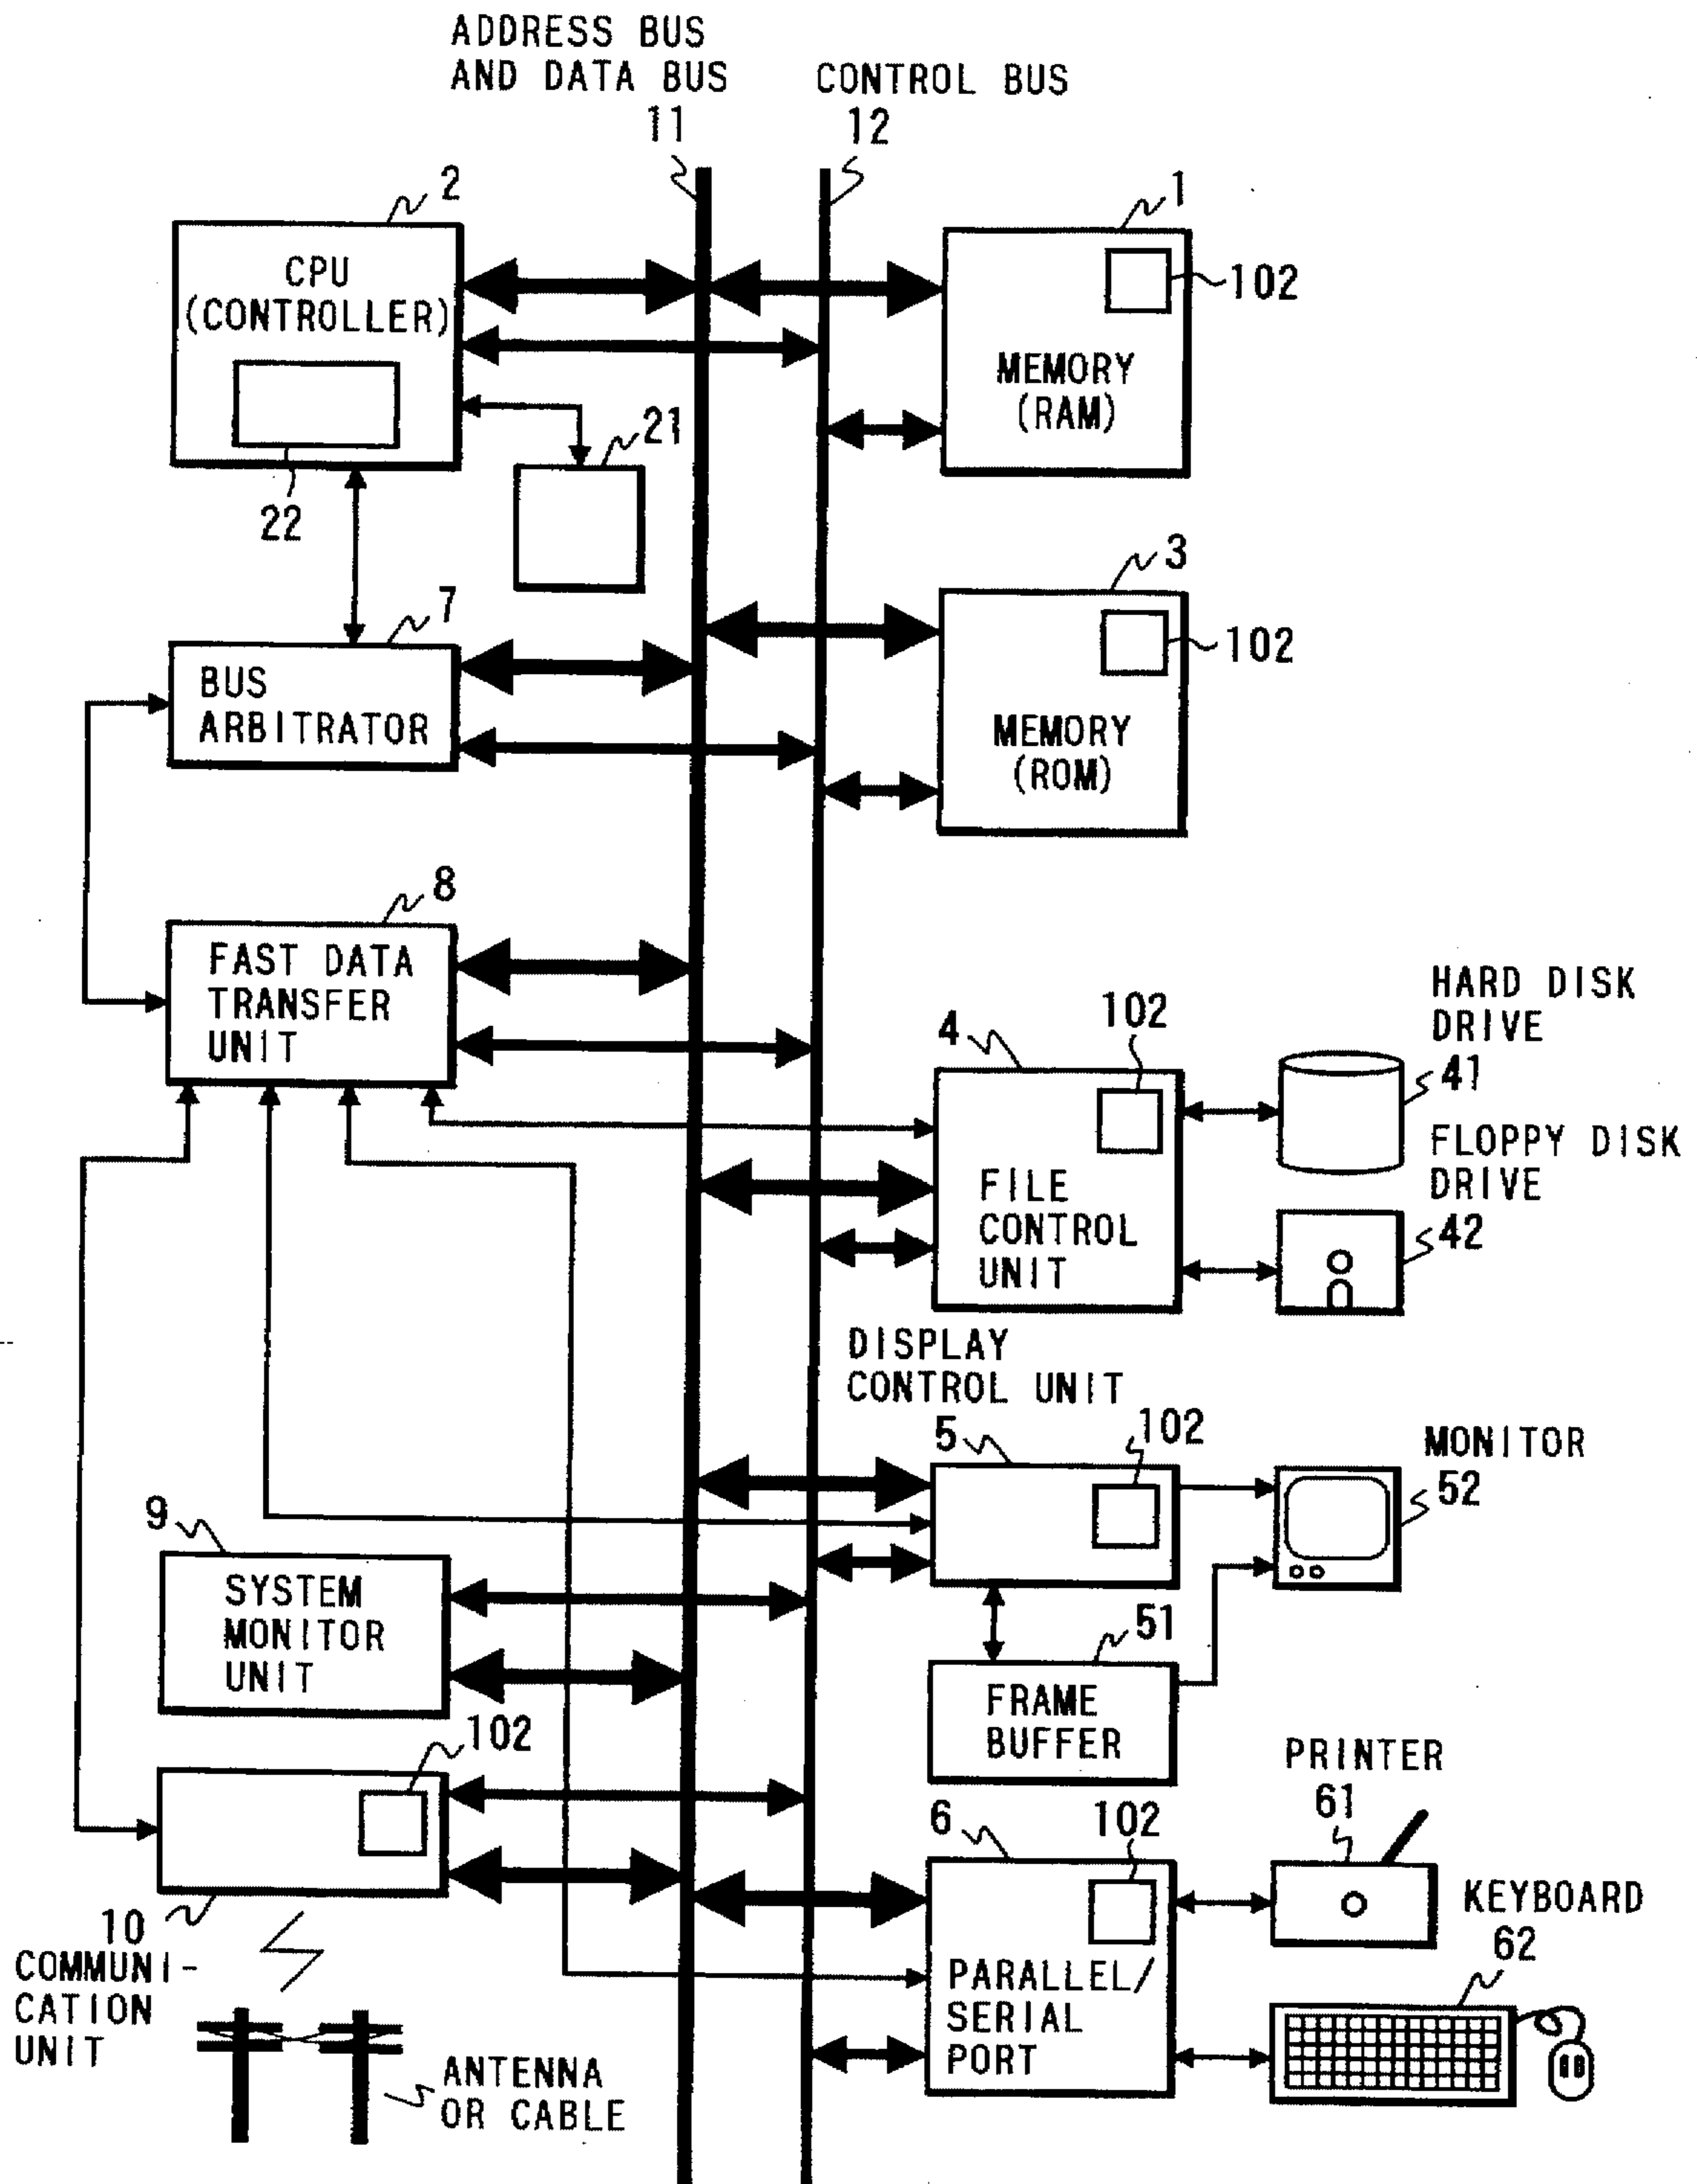 ADDRESS BUS
AND DATA BUS
11
CONTROL BUS
12
2
CPU
(CONTROLLER)
22
21
1
102
MEMORY
(RAM)
3
102
MEMORY
(ROM)
7
BUS
ARBITRATOR
8
FAST DATA
TRANSFER
UNIT
4
102
FILE
CONTROL
UNIT
HARD DISK
DRIVE
41
FLOPPY DISK
DRIVE
42
DISPLAY
CONTROL UNIT
5
102
MONITOR
52
9
SYSTEM
MONITOR
UNIT
51
FRAME
BUFFER
102
10
COMMUNI-
CATION
UNIT
ANTENNA
OR CABLE
6
102
PARALLEL/
SERIAL
PORT
PRINTER
61
KEYBOARD
62